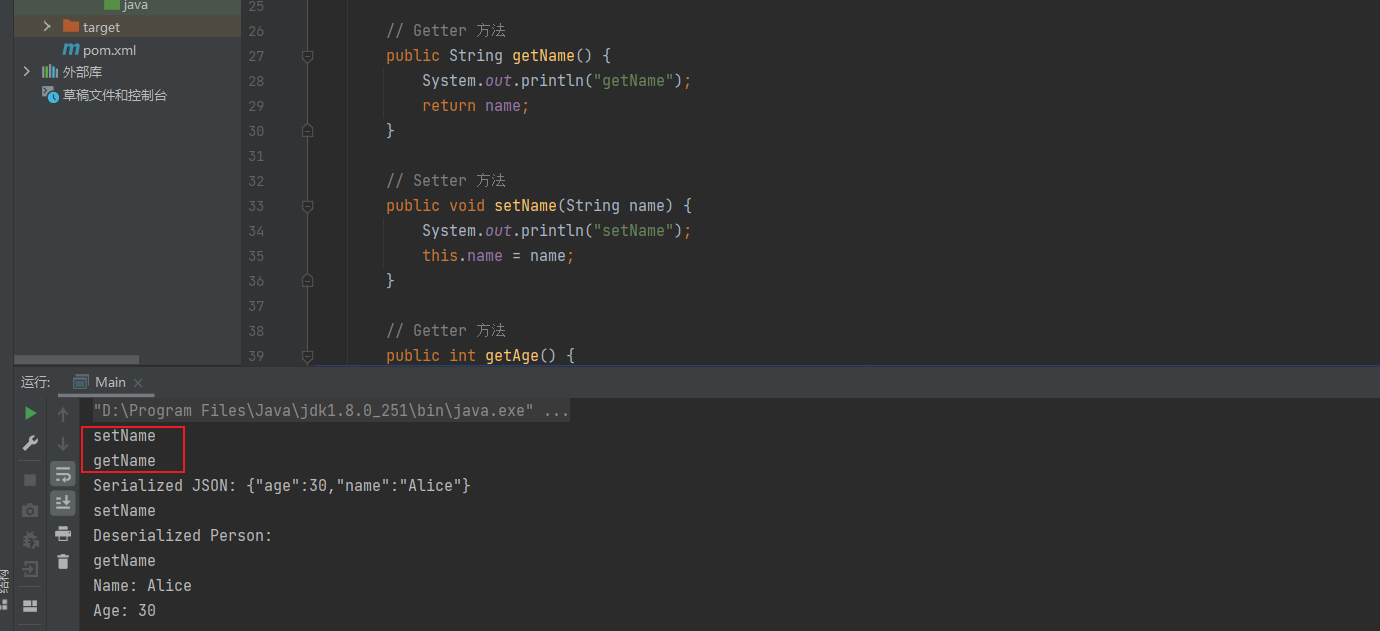 java
target
pom.xml
外部库
草稿文件和控制台
25
26 // Getter 方法
27 public String getName() {
28 System.out.println("getName");
29 return name;
30 }
31
32 // Setter 方法
33 public void setName(String name) {
34 System.out.println("setName");
35 this.name = name;
36 }
37
38 // Getter 方法
39 public int getAge() {
运行: Main
"D:\Program Files\Java\jdk1.8.0_251\bin\java.exe" ...
setName
getName
Serialized JSON: {"age":30,"name":"Alice"}
setName
Deserialized Person:
getName
Name: Alice
Age: 30
结构